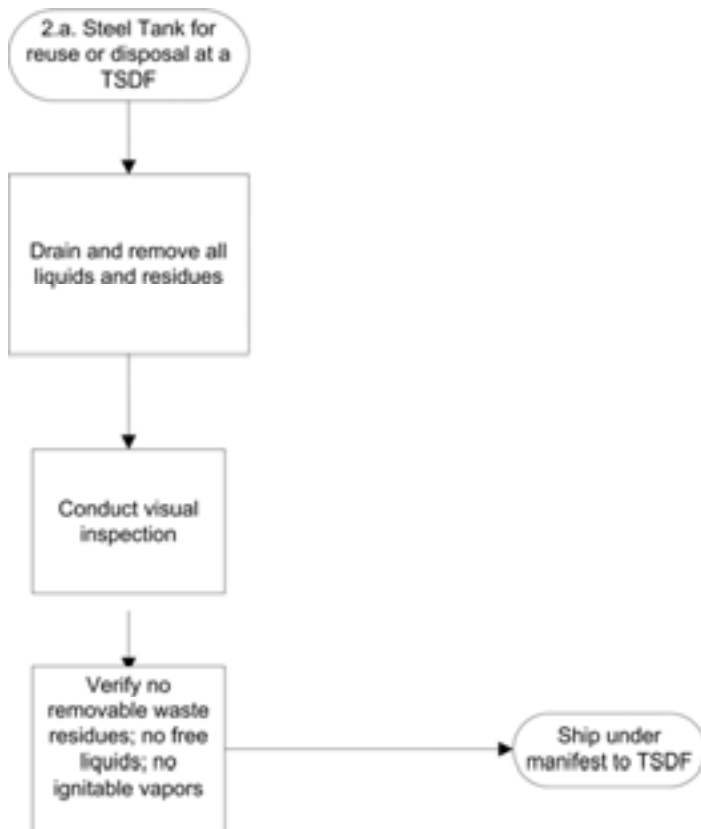 2.a. Steel Tank for
reuse or disposal at a
TSDF
Drain and remove all
liquids and residues
Conduct visual
inspection
Verify no
removable waste
residues; no free
liquids; no
ignitable vapors
Ship under
manifest to TSDF